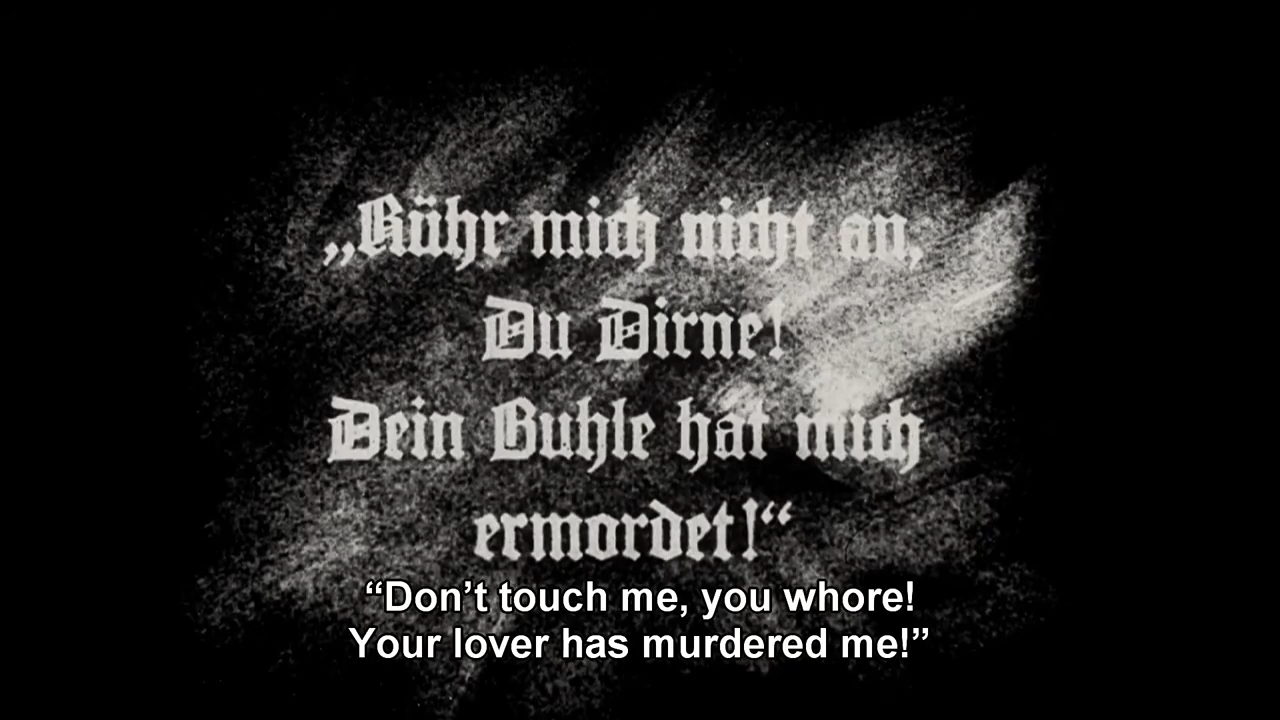 „Rühr mich nicht an,
Du Dirne!
Dein Buhle hat mich
ermordet!“
“Don’t touch me, you whore!
Your lover has murdered me!”